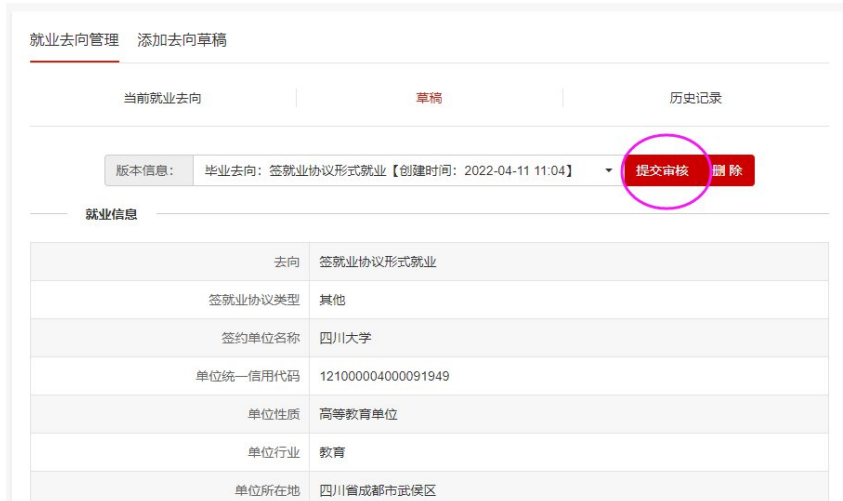 就业去向管理 添加去向草稿
当前就业去向 草稿 历史记录
版本信息： 毕业去向：签就业协议形式就业【创建时间：2022-04-11 11:04】 提交审核 删 除
就业信息
去向 签就业协议形式就业
签就业协议类型 其他
签约单位名称 四川大学
单位统一信用代码 121000004000091949
单位性质 高等教育单位
单位行业 教育
单位所在地 四川省成都市武侯区